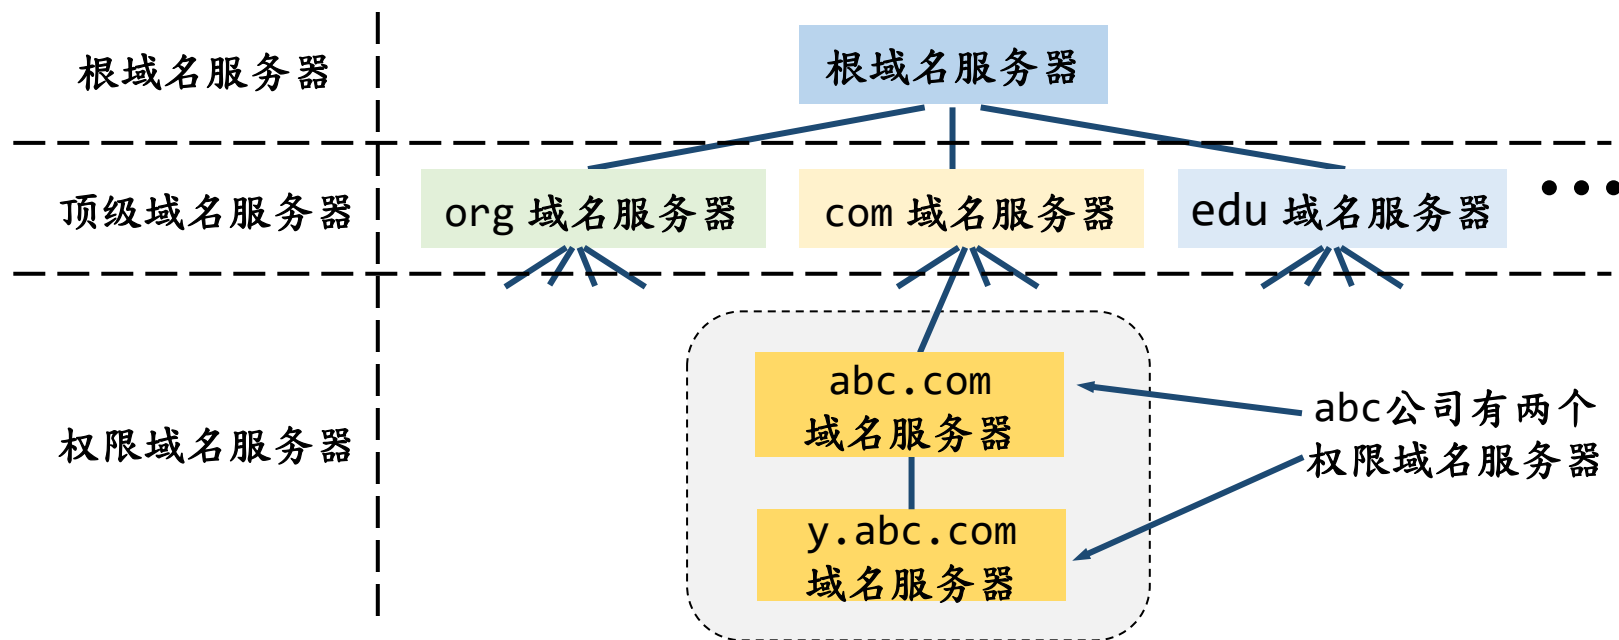 根域名服务器
根域名服务器
顶级域名服务器
org 域名服务器
com 域名服务器
edu 域名服务器
•••
权限域名服务器
abc.com
域名服务器
y.abc.com
域名服务器
abc公司有两个
权限域名服务器